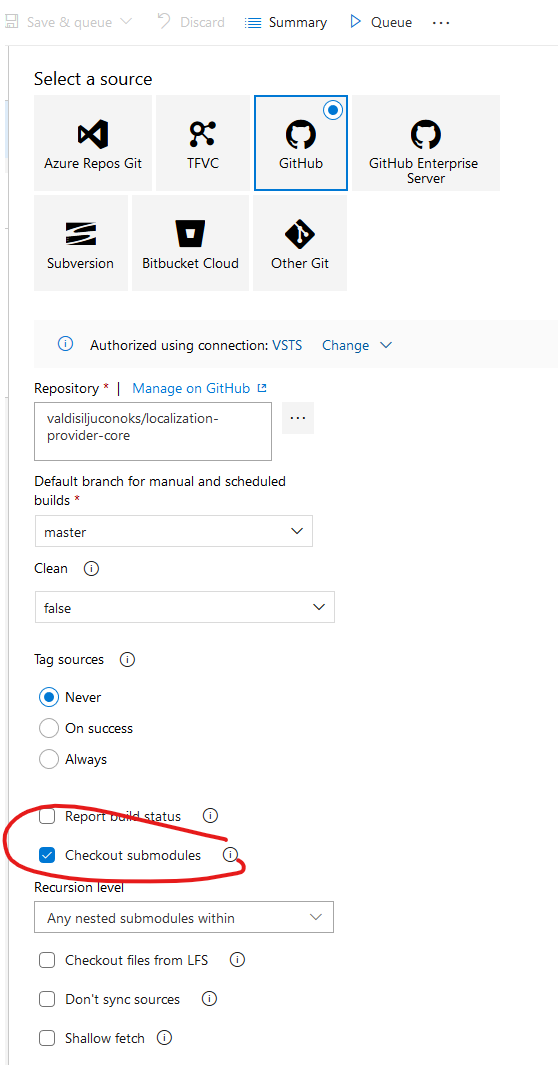 Save & queue Discard Summary Queue ...
Select a source
Azure Repos Git TFVC GitHub GitHub Enterprise
Server
Subversion Bitbucket Cloud Other Git
Authorized using connection: VSTS Change
Repository * | Manage on GitHub
valdisiljuconoks/localization-
provider-core
...
Default branch for manual and scheduled
builds *
master
Clean
false
Tag sources
Never
On success
Always
Report build status
Checkout submodules
Recursion level
Any nested submodules within
Checkout files from LFS
Don't sync sources
Shallow fetch